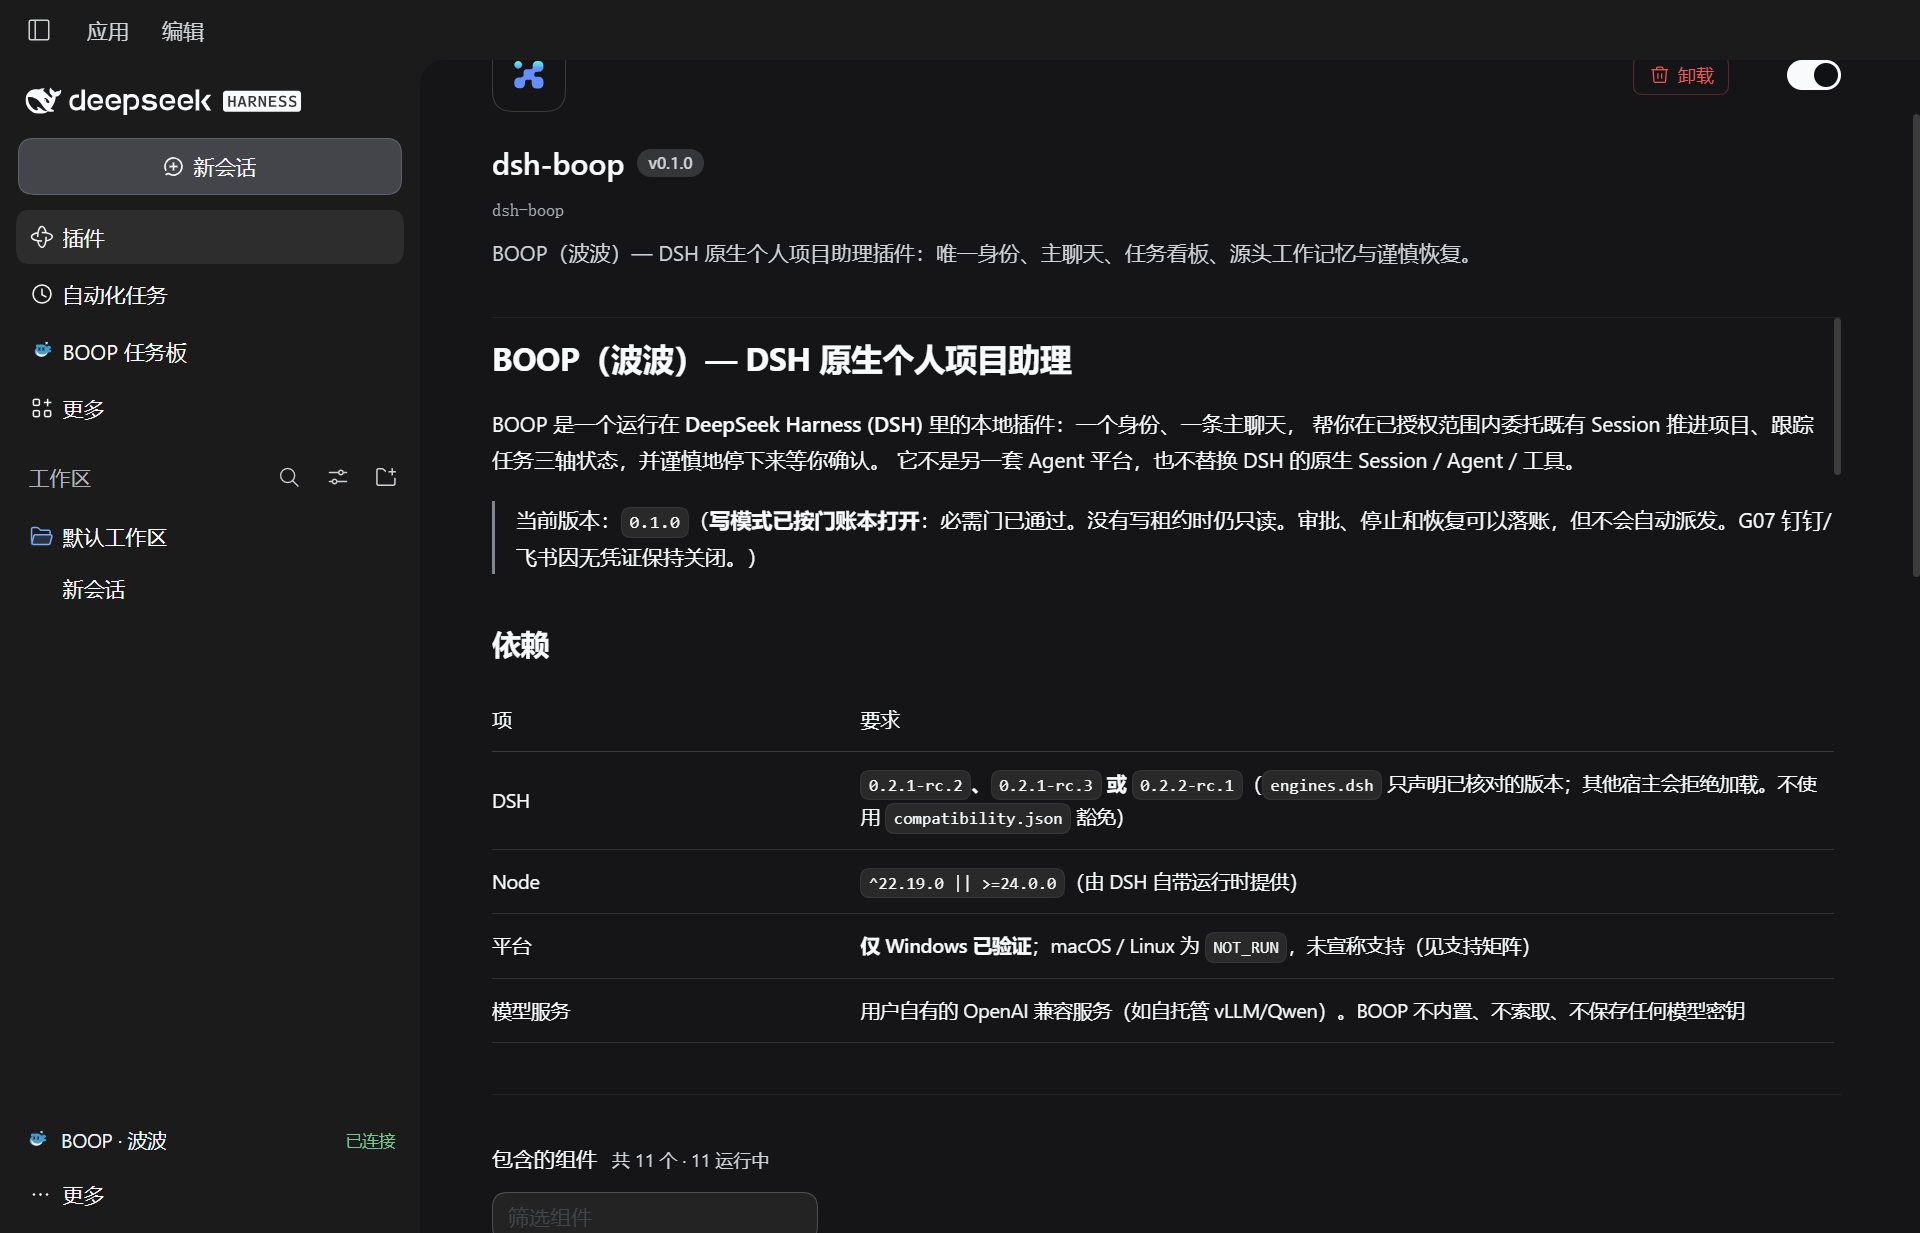 应用 编辑
deepseek HARNESS
新会话
插件
自动化任务
BOOP 任务板
更多
工作区
默认工作区
新会话
BOOP · 波波 已连接
更多
卸载
dsh-boop v0.1.0
dsh-boop
BOOP（波波）— DSH 原生个人项目助理插件：唯一身份、主聊天、任务看板、源头工作记忆与谨慎恢复。
BOOP（波波）— DSH 原生个人项目助理
BOOP 是一个运行在 DeepSeek Harness (DSH) 里的本地插件：一个身份、一条主聊天， 帮你在已授权范围内委托既有 Session 推进项目、跟踪
任务三轴状态，并谨慎地停下来等你确认。 它不是另一套 Agent 平台，也不替换 DSH 的原生 Session / Agent / 工具。
当前版本： 0.1.0 （写模式已按门账本打开：必需门已通过。没有写租约时仍只读。审批、停止和恢复可以落账，但不会自动派发。G07 钉钉/
飞书因无凭证保持关闭。）
依赖
项 要求
DSH 0.2.1-rc.2 、 0.2.1-rc.3 或 0.2.2-rc.1 （ engines.dsh 只声明已核对的版本；其他宿主会拒绝加载。不使
用 compatibility.json 豁免)
Node ^22.19.0 || >=24.0.0 （由 DSH 自带运行时提供)
平台 仅 Windows 已验证；macOS / Linux 为 NOT_RUN ，未宣称支持（见支持矩阵）
模型服务 用户自有的 OpenAI 兼容服务（如自托管 vLLM/Qwen）。BOOP 不内置、不索取、不保存任何模型密钥
包含的组件 共 11 个 · 11 运行中
筛选组件